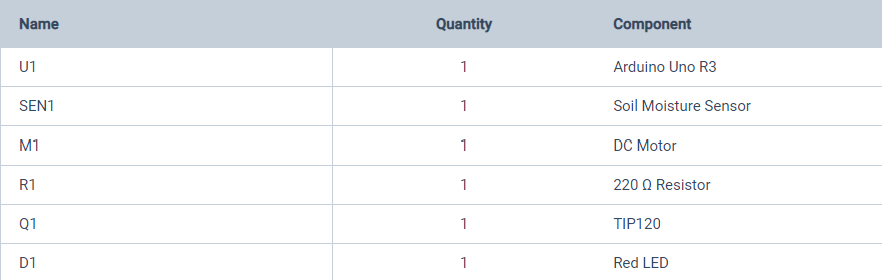 Name Quantity Component
U1 1 Arduino Uno R3
SEN1 1 Soil Moisture Sensor
M1 1 DC Motor
R1 1 220 Ω Resistor
Q1 1 TIP120
D1 1 Red LED